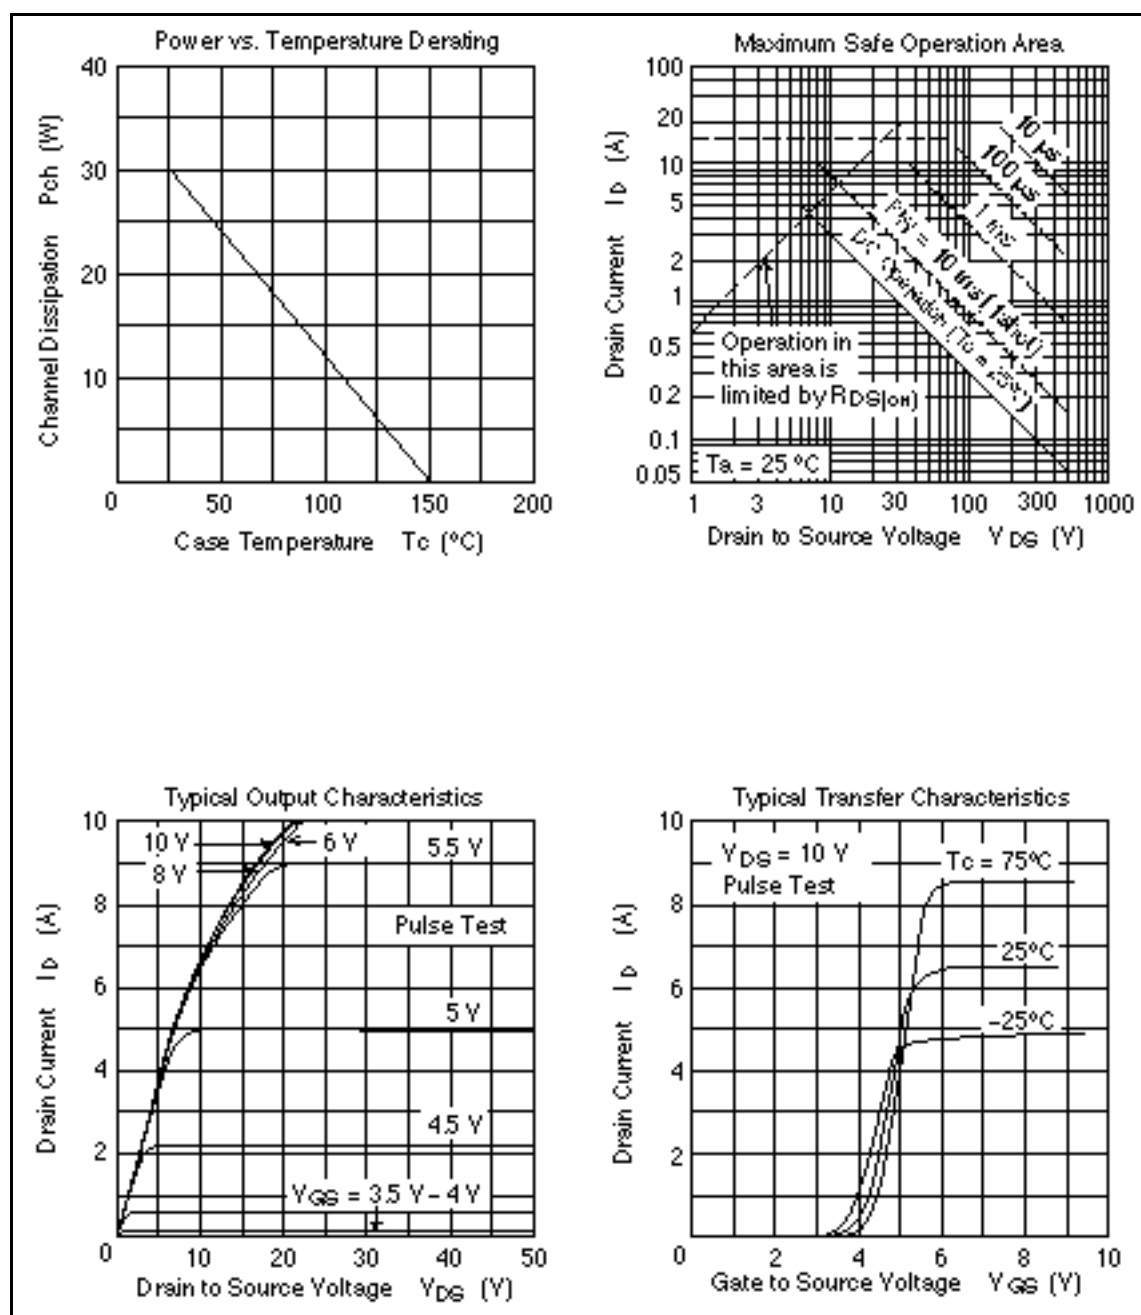 Power vs. Temperature Derating
40
30
20
10
0
50
100
150
200
Channel Dissipation Pch (W)
Case Temperature Tc (°C)
Maximum Safe Operation Area
100
20
10
5
2
1
0.5
0.2
0.1
0.05
1
3
10
30
100
300
1000
Drain Current ID (A)
10 µs
100 µs
1 ms
PW = 10 ms (1shot)
DC Operation (Tc = 25°C)
Operation in
this area is
limited by RDS(on)
Ta = 25 °C
Drain to Source Voltage VDS (V)
Typical Output Characteristics
10
8
6
4
2
0
10
20
30
40
50
Drain Current ID (A)
10 V
6 V
5.5 V
8 V
Pulse Test
5 V
4.5 V
VGS = 3.5 V – 4 V
Drain to Source Voltage VDS (V)
Typical Transfer Characteristics
10
8
6
4
2
0
2
4
6
8
10
Drain Current ID (A)
VDS = 10 V
Pulse Test
Tc = 75°C
25°C
–25°C
Gate to Source Voltage VGS (V)